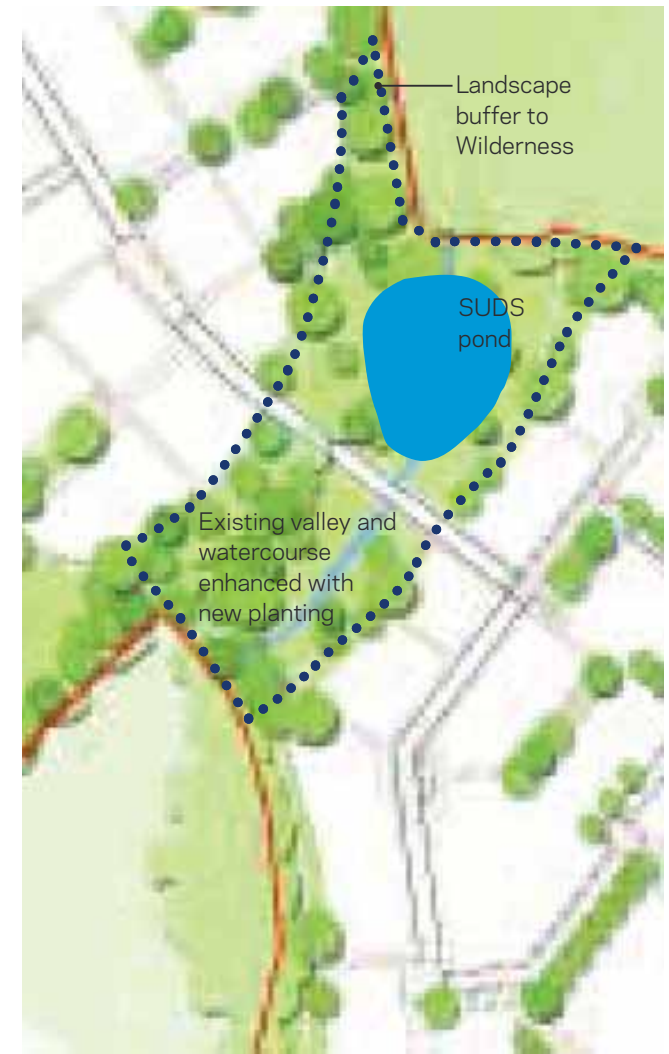 Landscape
buffer to
Wilderness
SUDS
pond
Existing valley and
watercourse
enhanced with
new planting